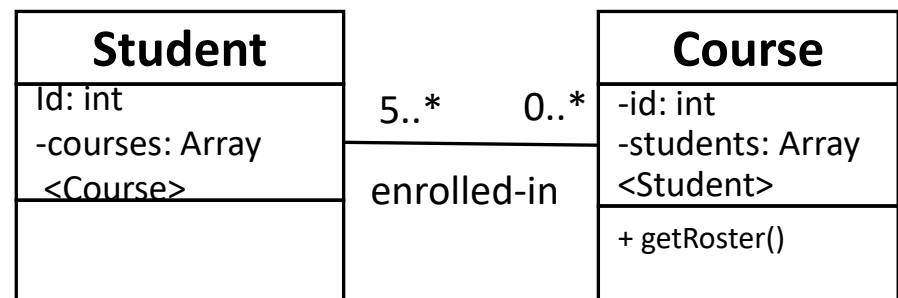 Student
Id: int
-courses: Array
<Course>
5..*
0..*
enrolled-in
Course
-id: int
-students: Array
<Student>
+ getRoster()